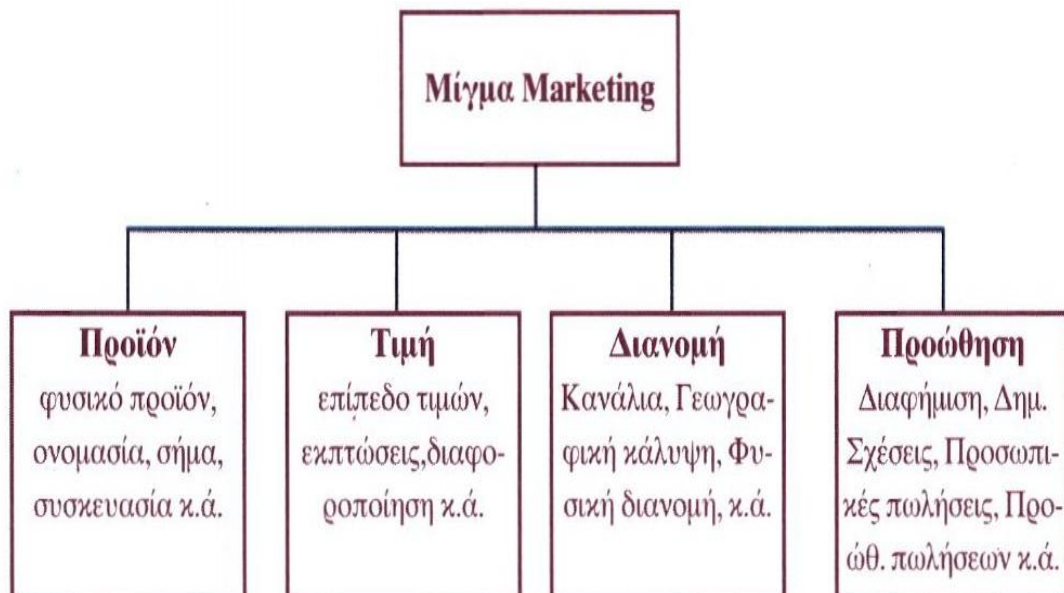 Μίγμα Marketing
Προϊόν
φυσικό προϊόν,
ονομασία, σήμα,
συσκευασία κ.ά.
Τιμή
επίπεδο τιμών,
εκπτώσεις,διαφο-
ροποίηση κ.ά.
Διανομή
Κανάλια, Γεωγρα-
φική κάλυψη, Φυ-
σική διανομή, κ.ά.
Προώθηση
Διαφήμιση, Δημ.
Σχέσεις, Προσωπι-
κές πωλήσεις, Προ-
ώθ. πωλήσεων κ.ά.